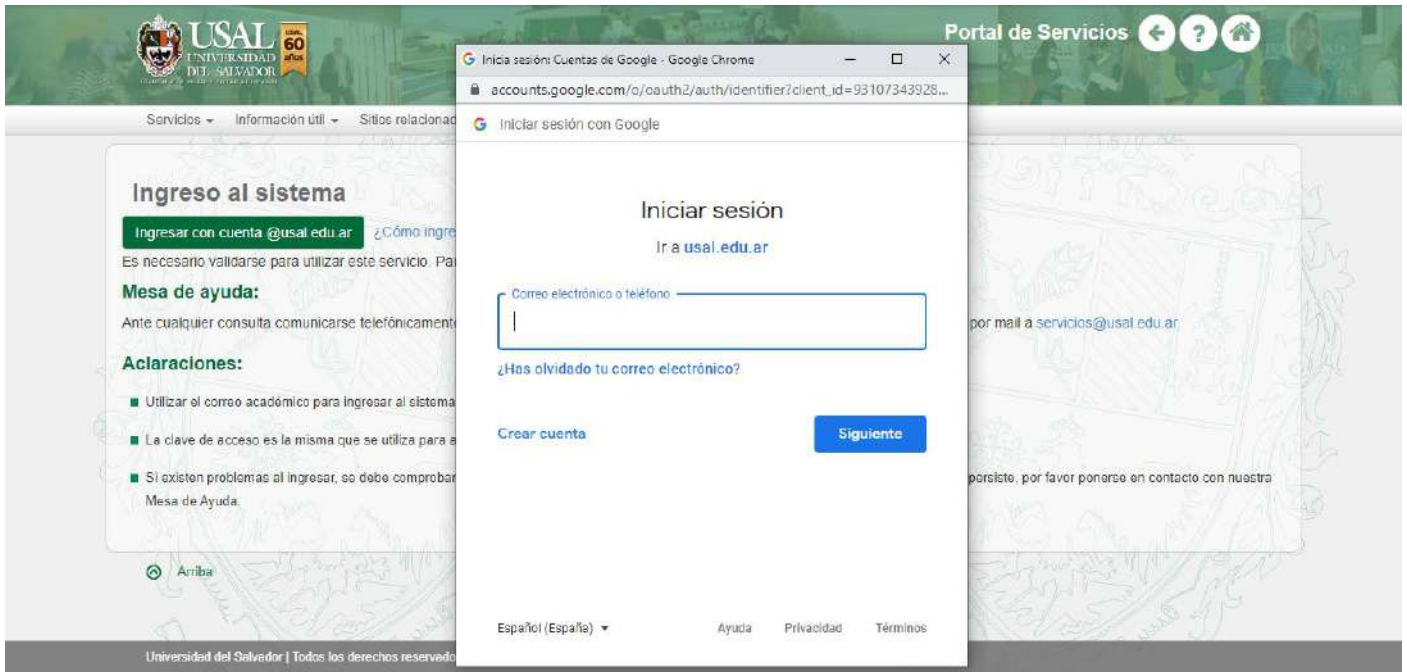 USAL
UNIVERSIDAD
DEL SALVADOR
60
años
Portal de Servicios
?
Servicios
Información útil
Sitios relacionad
Inicia sesión: Cuentas de Google - Google Chrome
accounts.google.com/o/oauth2/auth/identifier?client_id=93107343928...
Iniciar sesión con Google
Iniciar sesión
Ir a usal.edu.ar
Correo electrónico o teléfono
¿Has olvidado tu correo electrónico?
Crear cuenta
Siguiente
Español (España)
Ayuda
Privacidad
Términos
Ingreso al sistema
Ingresar con cuenta @usal.edu.ar
¿Cómo ingre
Es necesario validarse para utilizar este servicio. Par
Mesa de ayuda:
Ante cualquier consulta comunicarse telefónicamente
por mail a servicios@usal.edu.ar.
Aclaraciones:
Utilizar el correo académico para ingresar al sistema
La clave de acceso es la misma que se utiliza para a
Si existen problemas al ingresar, se debe comprobar
persiste, por favor ponerse en contacto con nuestra
Mesa de Ayuda.
Arriba
Universidad del Salvador | Todos los derechos reservado